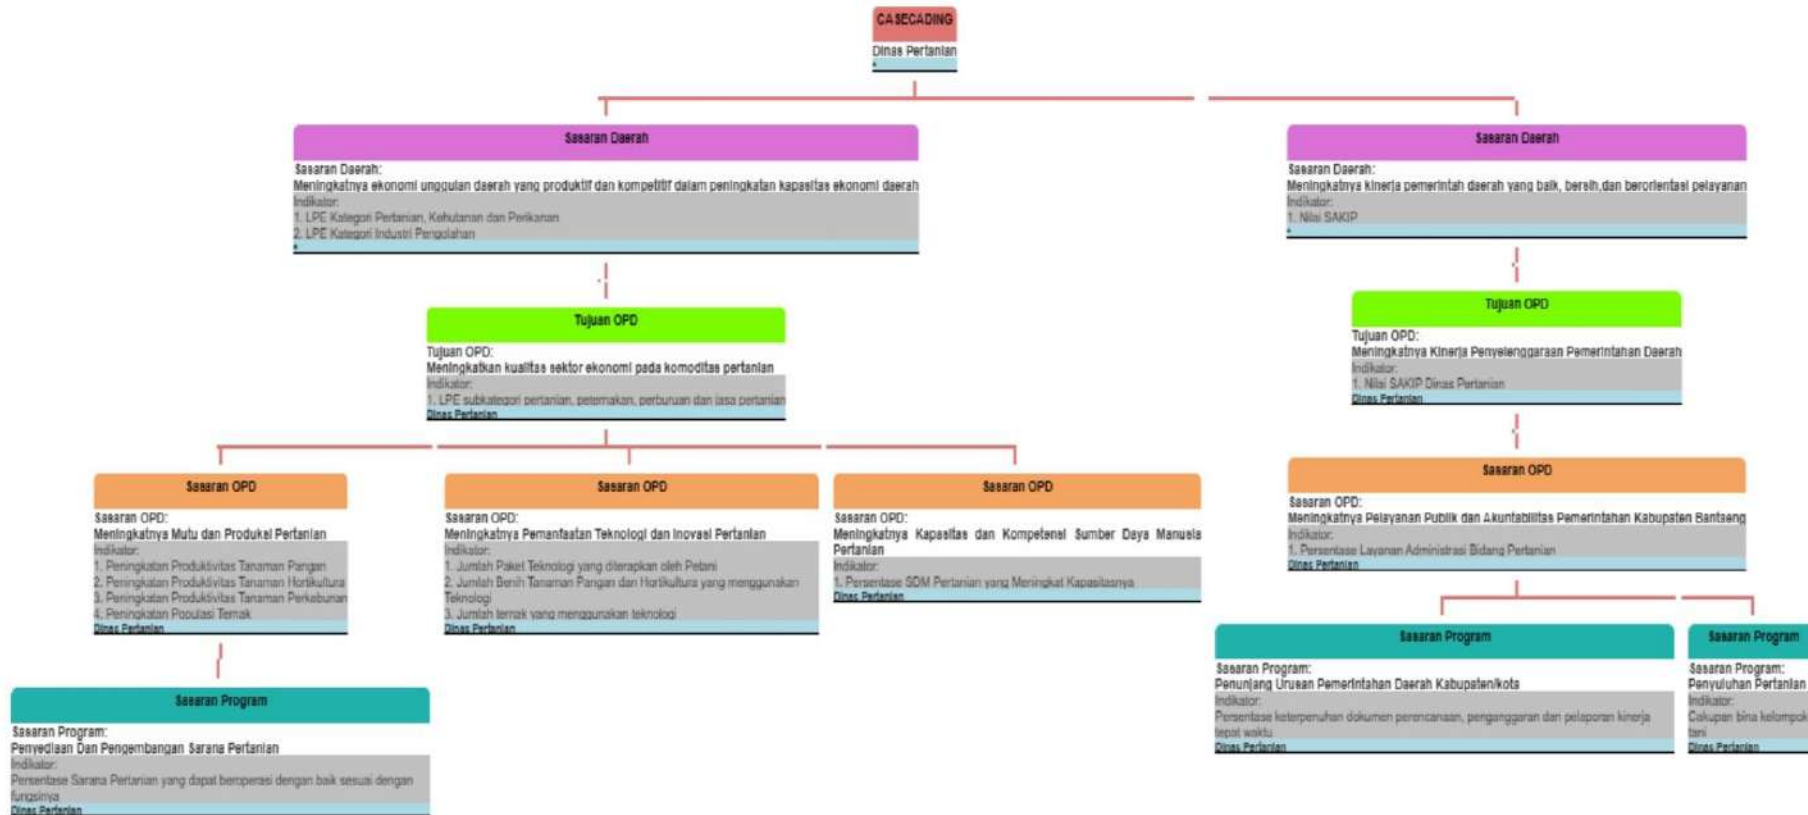 CASECADING
Dinas Pertanian
*
Sasaran Daerah
Sasaran Daerah:
Meningkatnya ekonomi unggulan daerah yang produktif dan kompetitif dalam peningkatan kapasitas ekonomi daerah
Indikator:
1. LPE Kategori Pertanian, Kehutanan dan Perikanan
2. LPE Kategori Industri Pengolahan
*
Sasaran Daerah
Sasaran Daerah:
Meningkatnya kinerja pemerintah daerah yang baik, bersih,dan berorientasi pelayanan
Indikator:
1. Nilai SAKIP
*
Tujuan OPD
Tujuan OPD:
Meningkatkan kualitas sektor ekonomi pada komoditas pertanian
Indikator:
1. LPE subkategori pertanian, peternakan, perburuan dan jasa pertanian
Dinas Pertanian
Tujuan OPD
Tujuan OPD:
Meningkatnya Kinerja Penyelenggaraan Pemerintahan Daerah
Indikator:
1. Nilai SAKIP Dinas Pertanian
Dinas Pertanian
Sasaran OPD
Sasaran OPD:
Meningkatnya Mutu dan Produksi Pertanian
Indikator:
1. Peningkatan Produktivitas Tanaman Pangan
2. Peningkatan Produktivitas Tanaman Hortikultura
3. Peningkatan Produktivitas Tanaman Perkebunan
4. Peningkatan Populasi Ternak
Dinas Pertanian
Sasaran OPD
Sasaran OPD:
Meningkatnya Pemanfaatan Teknologi dan Inovasi Pertanian
Indikator:
1. Jumlah Paket Teknologi yang diterapkan oleh Petani
2. Jumlah Benih Tanaman Pangan dan Hortikultura yang menggunakan
Teknologi
3. Jumlah ternak yang menggunakan teknologi
Dinas Pertanian
Sasaran OPD
Sasaran OPD:
Meningkatnya Kapasitas dan Kompetensi Sumber Daya Manusia
Pertanian
Indikator:
1. Persentase SDM Pertanian yang Meningkat Kapasitasnya
Dinas Pertanian
Sasaran OPD
Sasaran OPD:
Meningkatnya Pelayanan Publik dan Akuntabilitas Pemerintahan Kabupaten Bantaeng
Indikator:
1. Persentase Layanan Administrasi Bidang Pertanian
Dinas Pertanian
Sasaran Program
Sasaran Program:
Penyediaan Dan Pengembangan Sarana Pertanian
Indikator:
Persentase Sarana Pertanian yang dapat beroperasi dengan baik sesuai dengan
fungsinya
Dinas Pertanian
Sasaran Program
Sasaran Program:
Penunjang Urusan Pemerintahan Daerah Kabupaten/kota
Indikator:
Persentase keterpenuhan dokumen perencanaan, penganggaran dan pelaporan kinerja
tepat waktu
Dinas Pertanian
Sasaran Program
Sasaran Program:
Penyuluhan Pertanian
Indikator:
Cakupan bina kelompok
tani
Dinas Pertanian